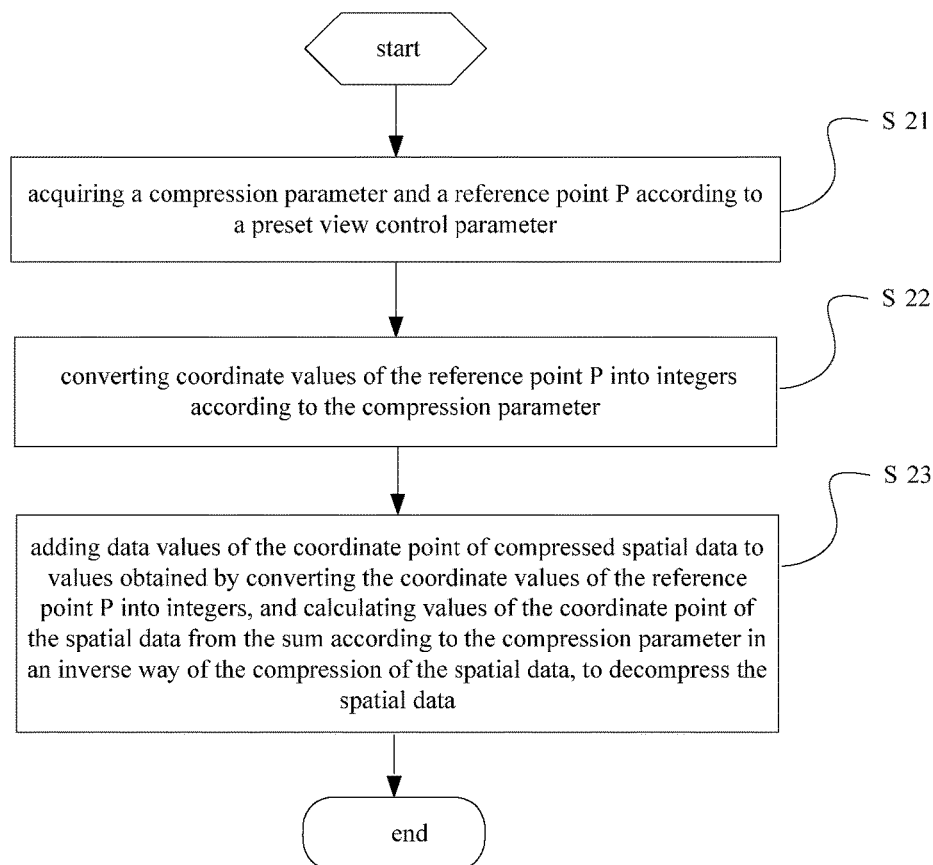 start
S 21
acquiring a compression parameter and a reference point P according to
a preset view control parameter
S 22
converting coordinate values of the reference point P into integers
according to the compression parameter
S 23
adding data values of the coordinate point of compressed spatial data to
values obtained by converting the coordinate values of the reference
point P into integers, and calculating values of the coordinate point of
the spatial data from the sum according to the compression parameter in
an inverse way of the compression of the spatial data, to decompress the
spatial data
end